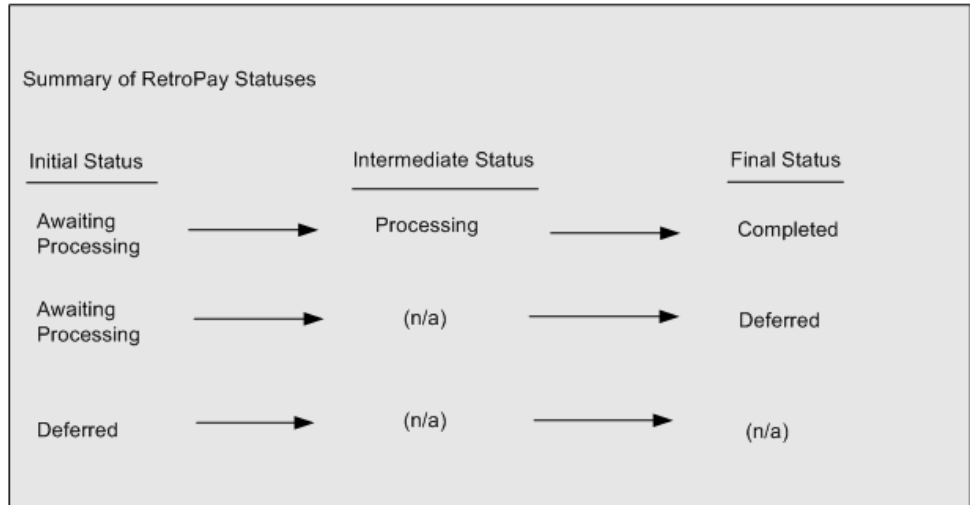 Summary of RetroPay Statuses
Initial Status
Intermediate Status
Final Status
Awaiting
Processing
Processing
Completed
Awaiting
Processing
(n/a)
Deferred
Deferred
(n/a)
(n/a)